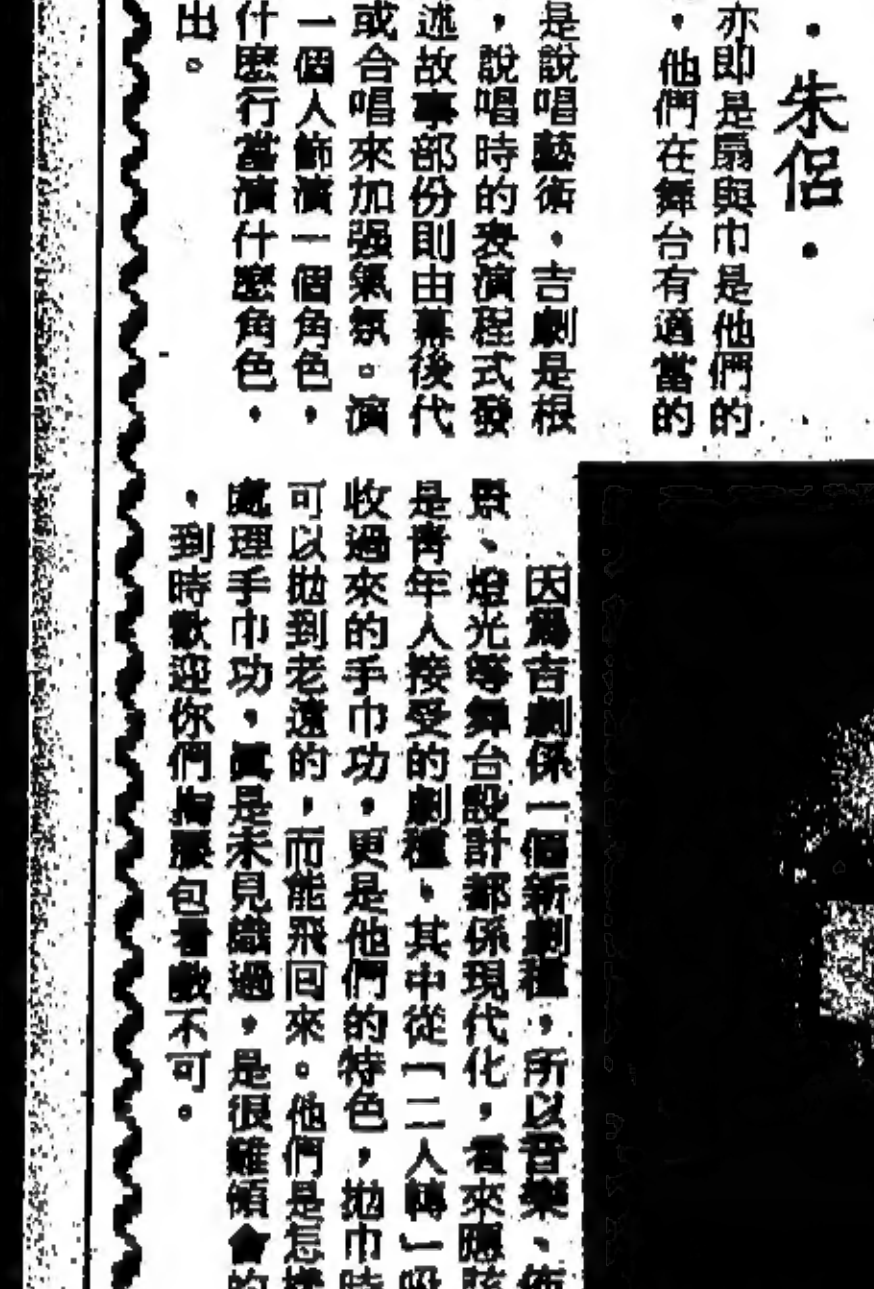 ・朱侶・
亦即是扇與巾是他們的
，他們在舞台有適當的
是說唱藝術，吉劇是根
，說唱時的表演程式發
述故事部份則由幕後代
或合唱來加强氣氛。演
一個人飾演一個角色，
什麼行當演什麼角色，
出。
因爲吉劇係一個新劇種，所以音樂、佈
景、燈光等舞台設計都係現代化，看來應該
是青年人接受的劇種，其中從「二人轉」吸
收過來的手巾功，更是他們的特色，拋巾時
可以拋到老遠的，而能飛回來。他們是怎樣
處理手巾功，眞是未見識過，是很難領會的
，到時歡迎你們掏腰包看戲不可。